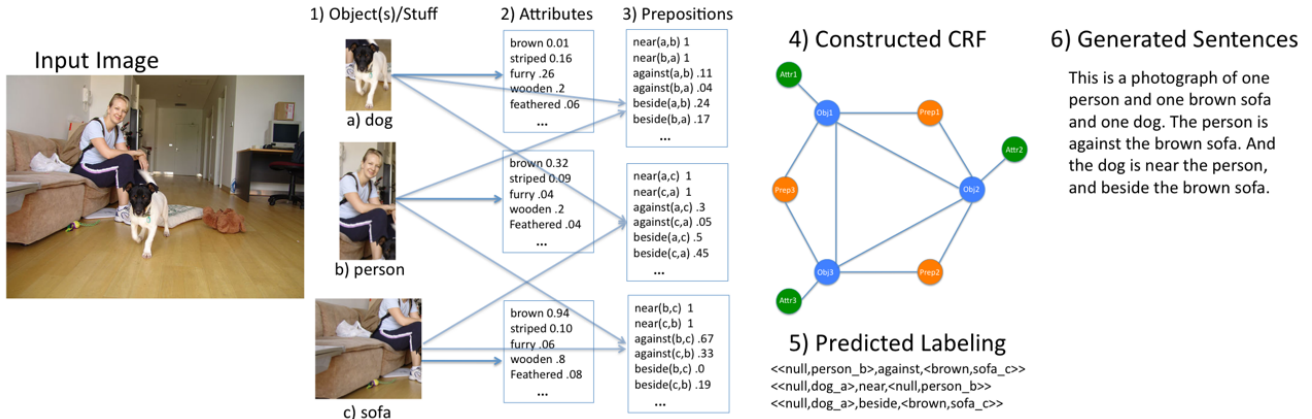 Input Image
1) Object(s)/Stuff
a) dog
b) person
c) sofa
2) Attributes
brown 0.01
striped 0.16
furry .26
wooden .2
feathered .06
...
brown 0.32
striped 0.09
furry .04
wooden .2
Feathered .04
...
brown 0.94
striped 0.10
furry .06
wooden .8
Feathered .08
...
3) Prepositions
near(a,b) 1
near(b,a) 1
against(a,b) .11
against(b,a) .04
beside(a,b) .24
beside(b,a) .17
...
near(a,c) 1
near(c,a) 1
against(a,c) .3
against(c,a) .05
beside(a,c) .5
beside(c,a) .45
...
near(b,c) 1
near(c,b) 1
against(b,c) .67
against(c,b) .33
beside(b,c) .0
beside(c,b) .19
...
4) Constructed CRF
Attr1
Obj1
Prep1
Attr2
Prep3
Obj2
Obj3
Prep2
Attr3
5) Predicted Labeling
<<null,person_b>,against,<brown,sofa_c>>
<<null,dog_a>,near,<null,person_b>>
<<null,dog_a>,beside,<brown,sofa_c>>
6) Generated Sentences
This is a photograph of one
person and one brown sofa
and one dog. The person is
against the brown sofa. And
the dog is near the person,
and beside the brown sofa.